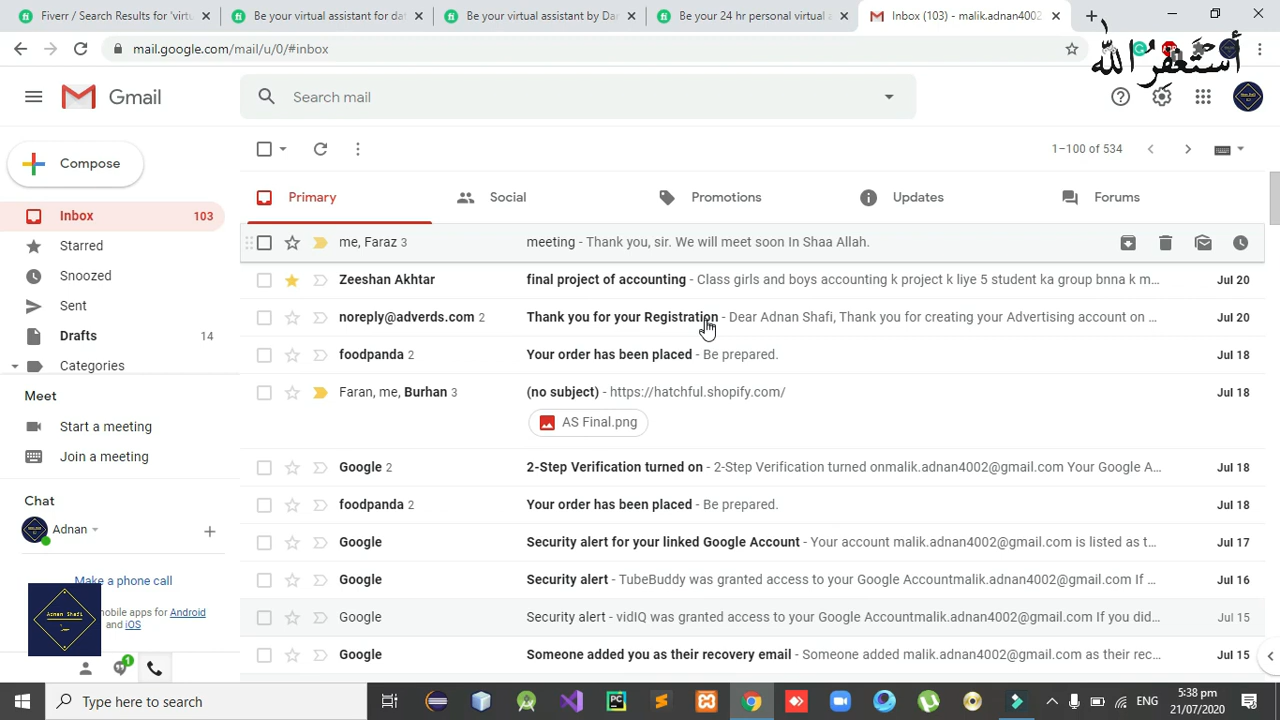 Fiverr / Search Results for 'virtu
Be your virtual assistant for dat
Be your virtual assistant by Dar
Be your 24 hr personal virtual a
Inbox (103) - malik.adnan4002
mail.google.com/mail/u/0/#inbox
أستغفر الله
Gmail
Search mail
Compose
1–100 of 534
Inbox 103
Starred
Snoozed
Sent
Drafts 14
Categories
Meet
Start a meeting
Join a meeting
Chat
Adnan
Make a phone call
mobile apps for Android
and iOS
Adnan Shafi
1
Primary Social Promotions Updates Forums
me, Faraz 3 meeting - Thank you, sir. We will meet soon In Shaa Allah.
Zeeshan Akhtar final project of accounting - Class girls and boys accounting k project k liye 5 student ka group bnna k m... Jul 20
noreply@adverds.com 2 Thank you for your Registration - Dear Adnan Shafi, Thank you for creating your Advertising account on ... Jul 20
foodpanda 2 Your order has been placed - Be prepared. Jul 18
Faran, me, Burhan 3 (no subject) - https://hatchful.shopify.com/ Jul 18
AS Final.png
Google 2 2-Step Verification turned on - 2-Step Verification turned onmalik.adnan4002@gmail.com Your Google A... Jul 18
foodpanda 2 Your order has been placed - Be prepared. Jul 18
Google Security alert for your linked Google Account - Your account malik.adnan4002@gmail.com is listed as t... Jul 17
Google Security alert - TubeBuddy was granted access to your Google Accountmalik.adnan4002@gmail.com If ... Jul 16
Google Security alert - vidIQ was granted access to your Google Accountmalik.adnan4002@gmail.com If you did... Jul 15
Google Someone added you as their recovery email - Someone added malik.adnan4002@gmail.com as their rec... Jul 15
Type here to search
PC
ENG
5:38 pm
21/07/2020